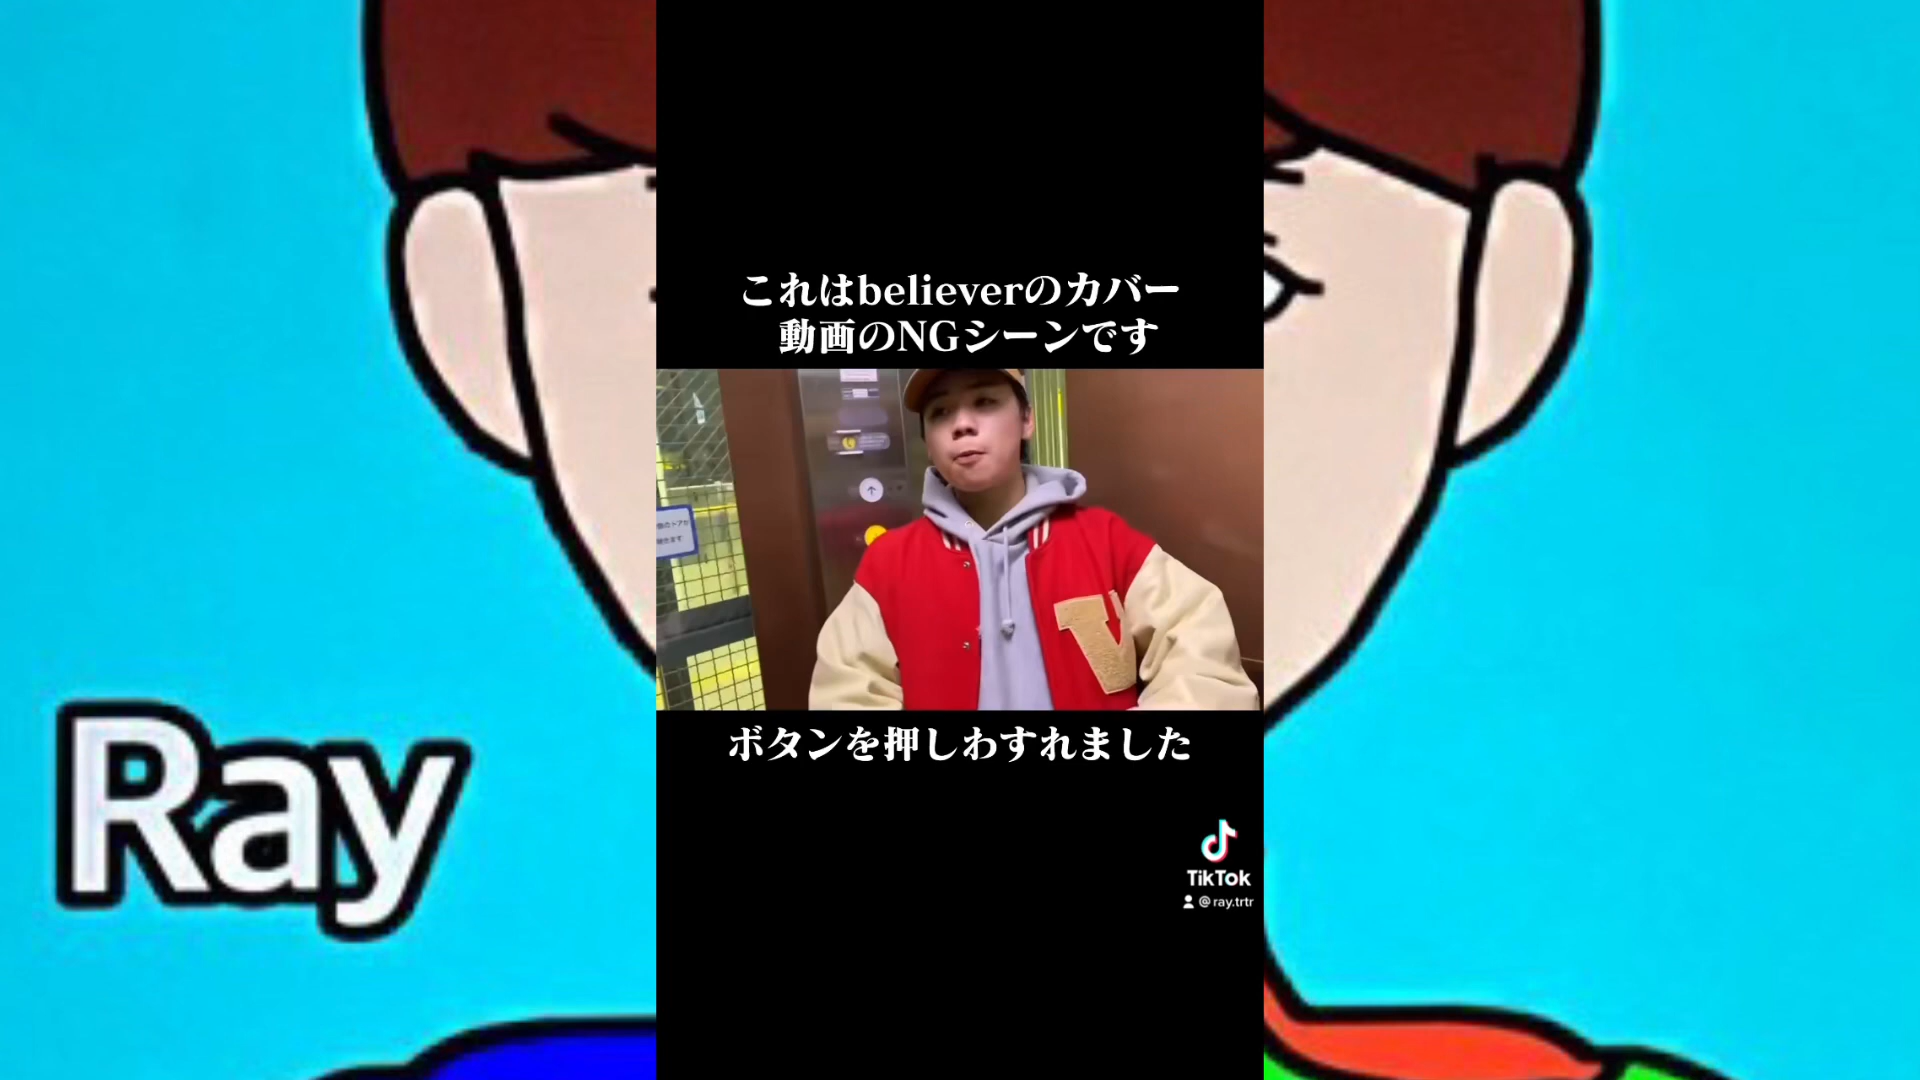 これはbelieverのカバー
動画のNGシーンです
V
ボタンを押しわすれました
Ray
TikTok
@ray.trtr